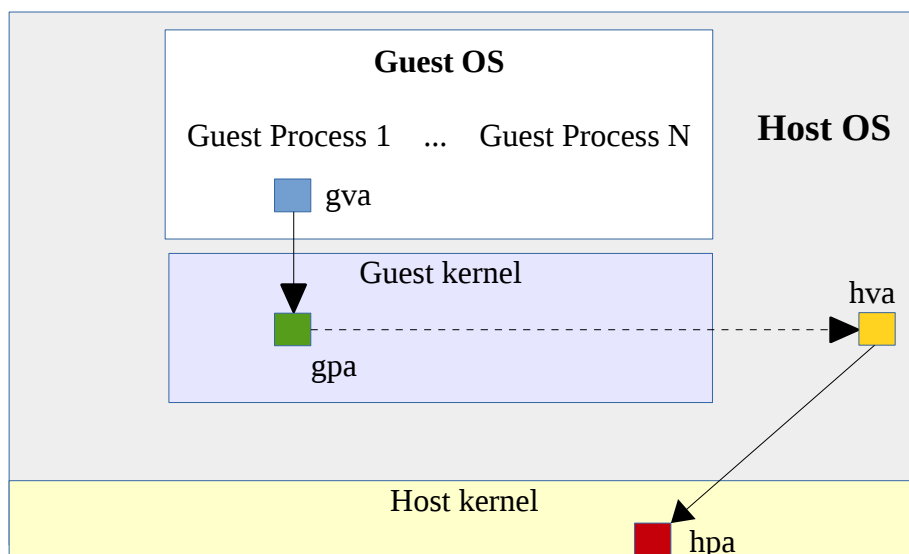 Guest OS
Guest Process 1 ... Guest Process N
Host OS
gva
Guest kernel
hva
gpa
Host kernel
hpa